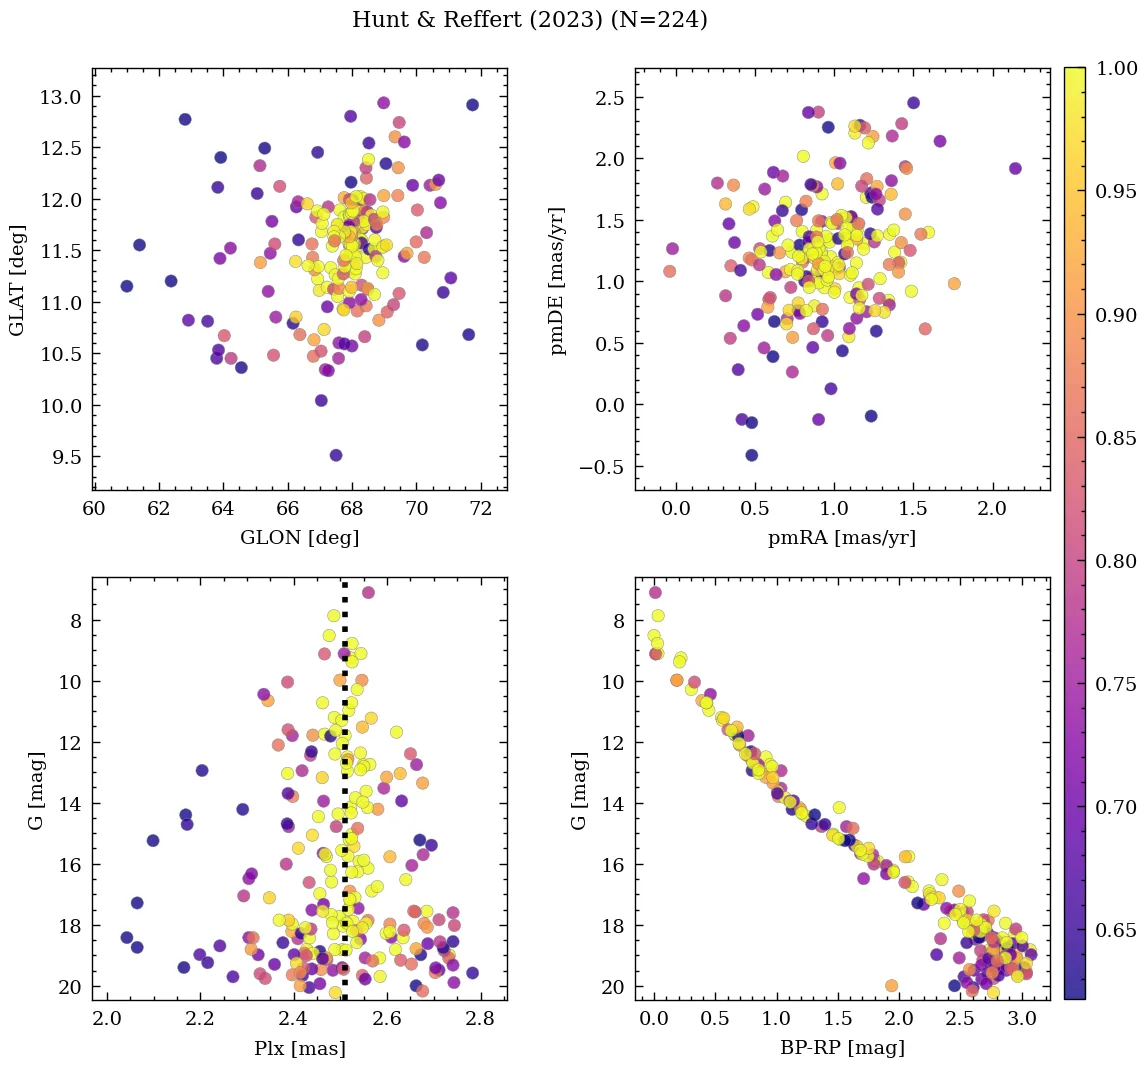 Hunt & Reffert (2023) (N=224)
13.0
12.5
12.0
11.5
11.0
10.5
10.0
9.5
GLAT [deg]
60 62 64 66 68 70 72
GLON [deg]
2.5
2.0
1.5
1.0
0.5
0.0
−0.5
pmDE [mas/yr]
0.0 0.5 1.0 1.5 2.0
pmRA [mas/yr]
8
10
12
14
16
18
20
G [mag]
2.0 2.2 2.4 2.6 2.8
Plx [mas]
8
10
12
14
16
18
20
G [mag]
0.0 0.5 1.0 1.5 2.0 2.5 3.0
BP-RP [mag]
1.00
0.95
0.90
0.85
0.80
0.75
0.70
0.65